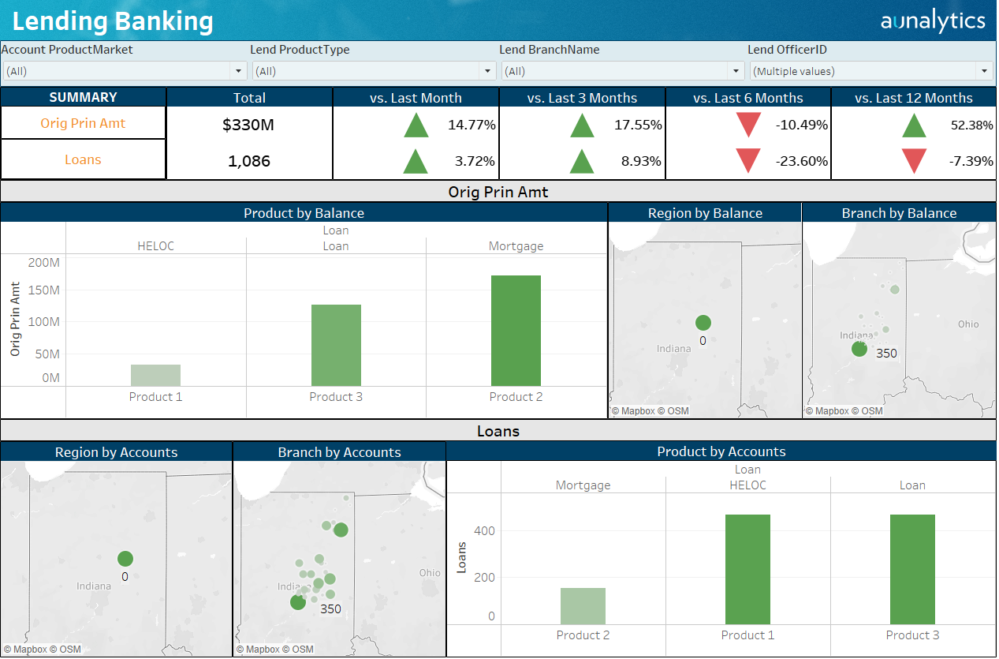 Lending Banking
aunalytics
Account ProductMarket
Lend ProductType
Lend BranchName
Lend OfficerID
(All)
(All)
(All)
(Multiple values)
SUMMARY
Total
vs. Last Month
vs. Last 3 Months
vs. Last 6 Months
vs. Last 12 Months
Orig Prin Amt
$330M
14.77%
17.55%
-10.49%
52.38%
Loans
1,086
3.72%
8.93%
-23.60%
-7.39%
Orig Prin Amt
Product by Balance
Loan
HELOC
Loan
Mortgage
200M
150M
100M
50M
0M
Orig Prin Amt
Product 1
Product 3
Product 2
Region by Balance
Indiana
0
© Mapbox © OSM
Branch by Balance
Indiana
Ohio
350
© Mapbox © OSM
Loans
Region by Accounts
Indiana
0
© Mapbox © OSM
Branch by Accounts
Ohio
350
© Mapbox © OSM
Product by Accounts
Loan
Mortgage
HELOC
Loan
400
200
0
Loans
Product 2
Product 1
Product 3